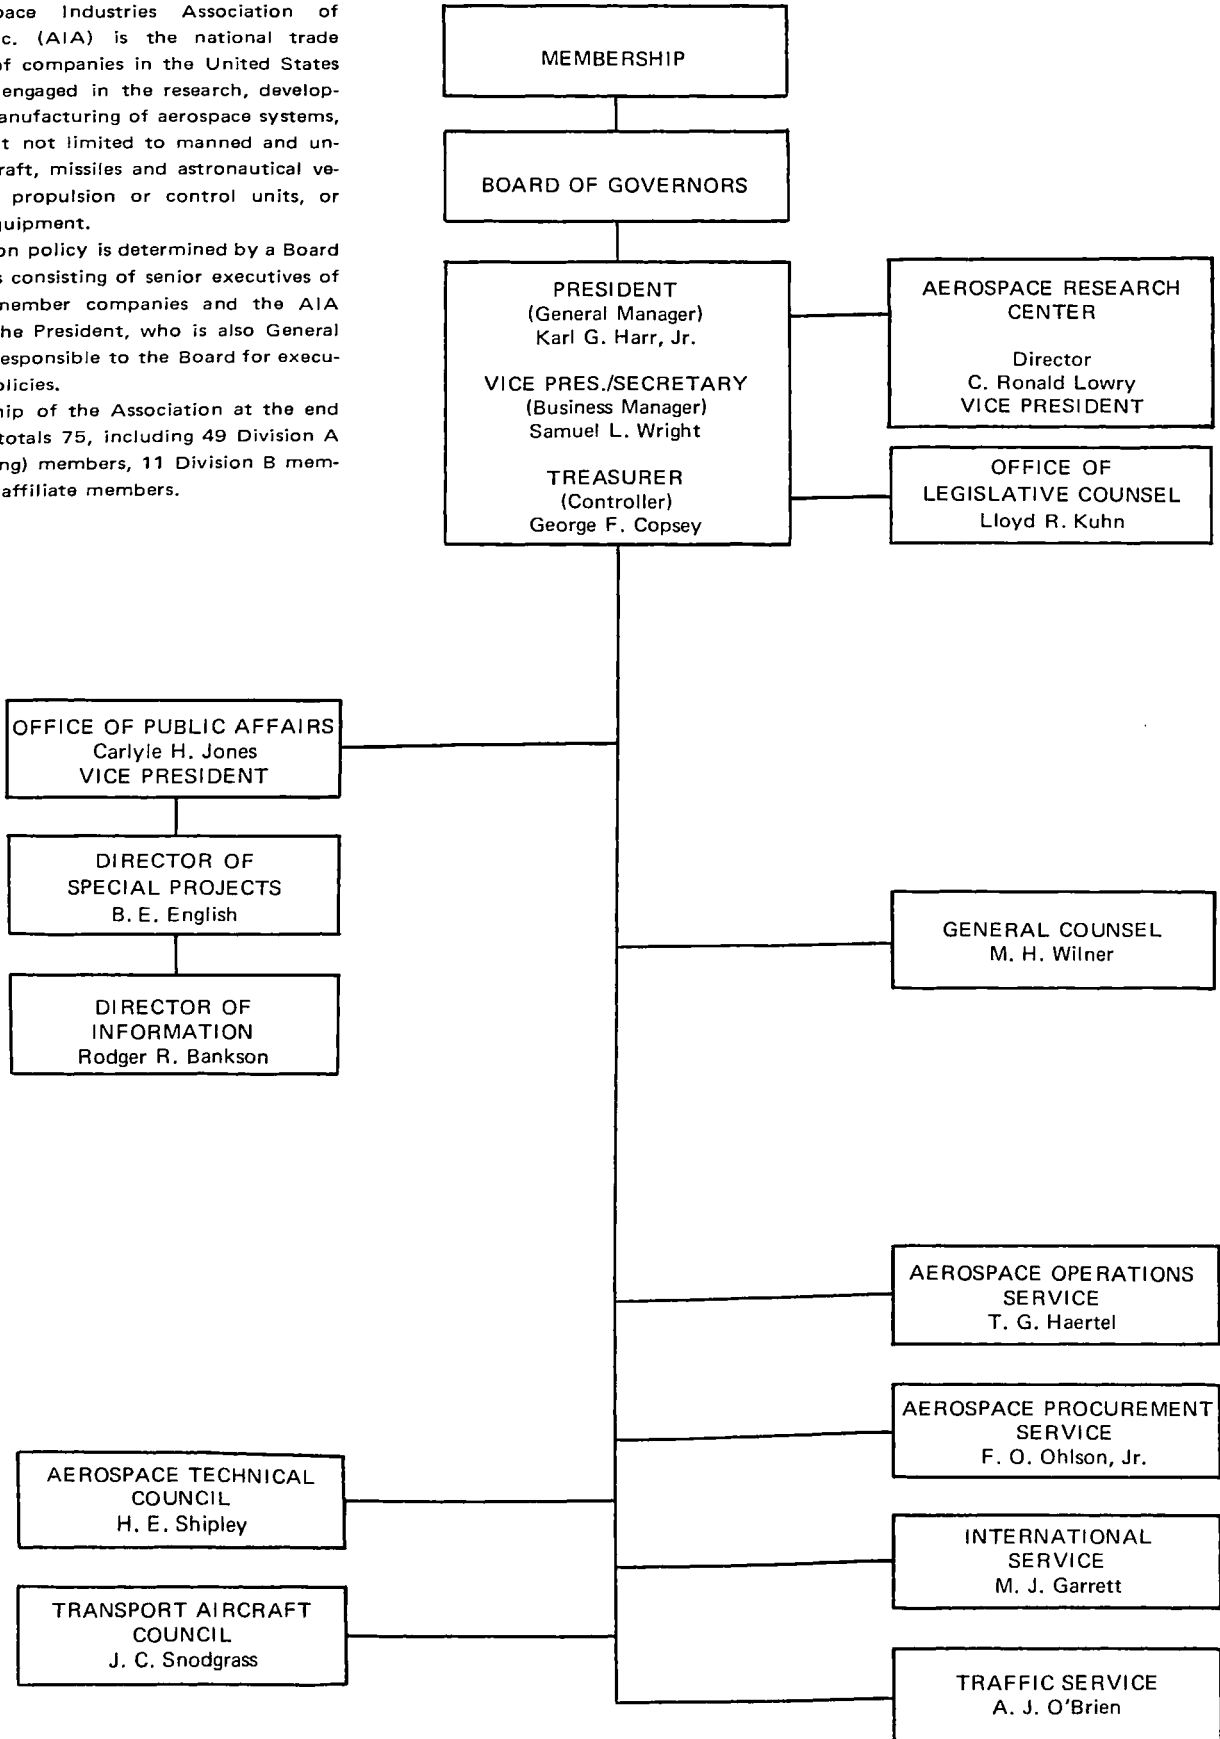 pace Industries Association of
c. (AIA) is the national trade
of companies in the United States
engaged in the research, develop-
anufacturing of aerospace systems,
t not limited to manned and un-
raft, missiles and astronautical ve-
propulsion or control units, or
quipment.
on policy is determined by a Board
s consisting of senior executives of
member companies and the AIA
he President, who is also General
esponsible to the Board for execu-
olicies.
hip of the Association at the end
totals 75, including 49 Division A
ng) members, 11 Division B mem-
affiliate members.
MEMBERSHIP
BOARD OF GOVERNORS
PRESIDENT
(General Manager)
Karl G. Harr, Jr.
VICE PRES./SECRETARY
(Business Manager)
Samuel L. Wright
TREASURER
(Controller)
George F. Copsey
AEROSPACE RESEARCH
CENTER
Director
C. Ronald Lowry
VICE PRESIDENT
OFFICE OF
LEGISLATIVE COUNSEL
Lloyd R. Kuhn
OFFICE OF PUBLIC AFFAIRS
Carlyle H. Jones
VICE PRESIDENT
DIRECTOR OF
SPECIAL PROJECTS
B. E. English
DIRECTOR OF
INFORMATION
Rodger R. Bankson
GENERAL COUNSEL
M. H. Wilner
AEROSPACE OPERATIONS
SERVICE
T. G. Haertel
AEROSPACE PROCUREMENT
SERVICE
F. O. Ohlson, Jr.
AEROSPACE TECHNICAL
COUNCIL
H. E. Shipley
INTERNATIONAL
SERVICE
M. J. Garrett
TRANSPORT AIRCRAFT
COUNCIL
J. C. Snodgrass
TRAFFIC SERVICE
A. J. O'Brien